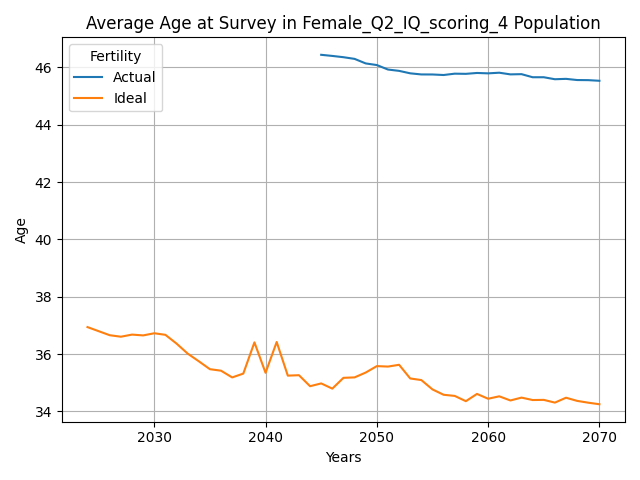 Average Age at Survey in Female_Q2_IQ_scoring_4 Population
Fertility
Actual
Ideal
46
44
42
40
38
36
34
Age
2030
2040
2050
2060
2070
Years